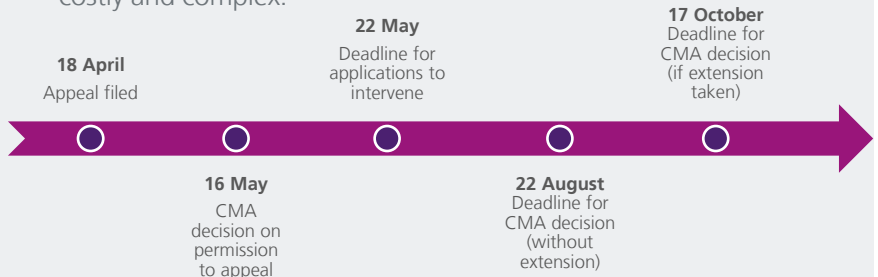 costly and complex.
18 April
Appeal filed
22 May
Deadline for
applications to
intervene
17 October
Deadline for
CMA decision
(if extension
taken)
16 May
CMA
decision on
permission
to appeal
22 August
Deadline for
CMA decision
(without
extension)